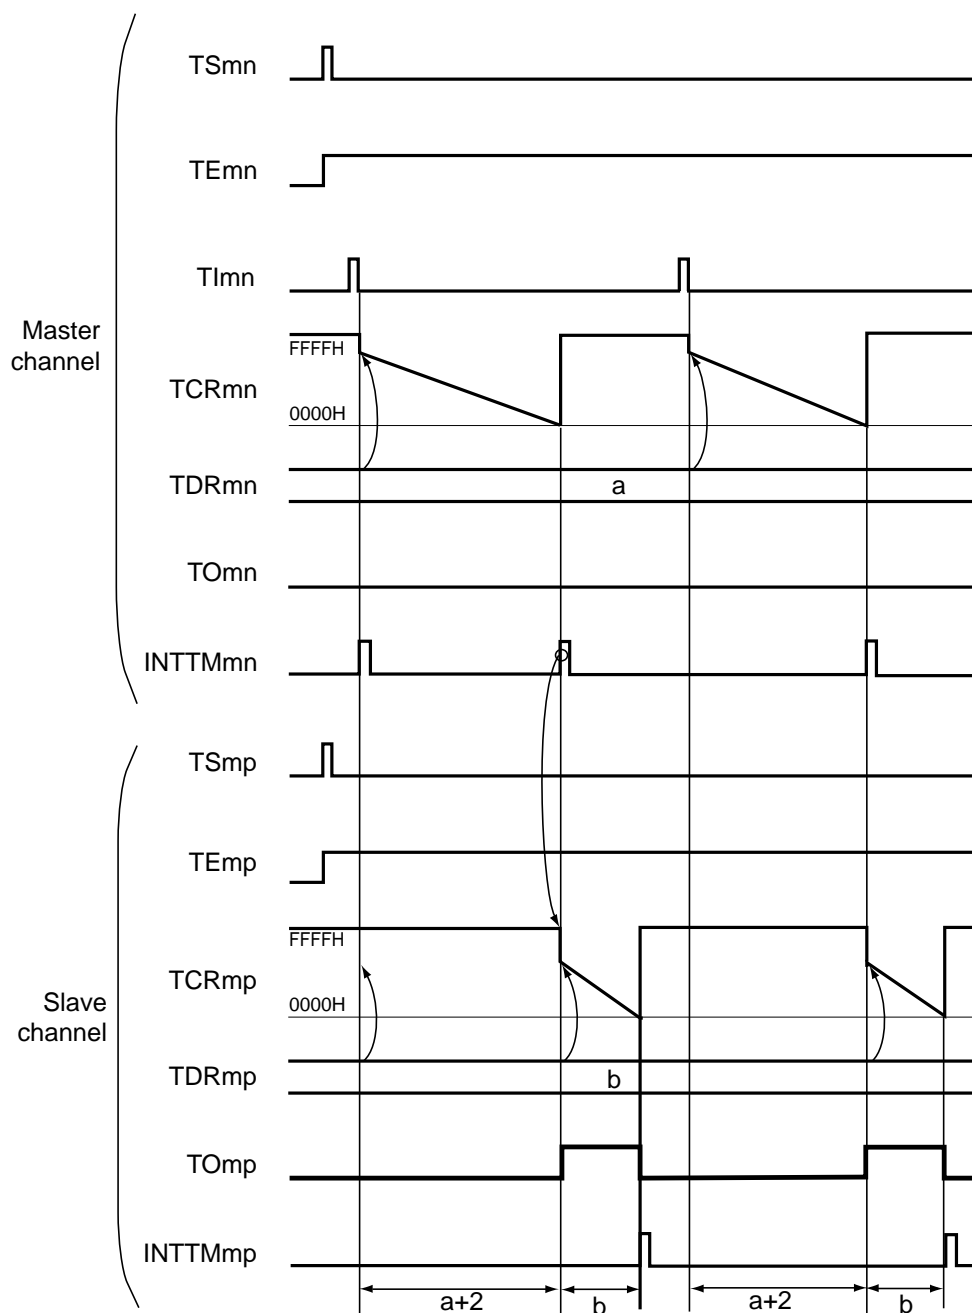 TSmn
TEmn
TImn
Master
channel
FFFFH
TCRmn
0000H
TDRmn
a
TOmn
INTTMmn
TSmp
TEmp
FFFFH
TCRmp
0000H
Slave
channel
TDRmp
b
TOmp
INTTMmp
a+2
b
a+2
b